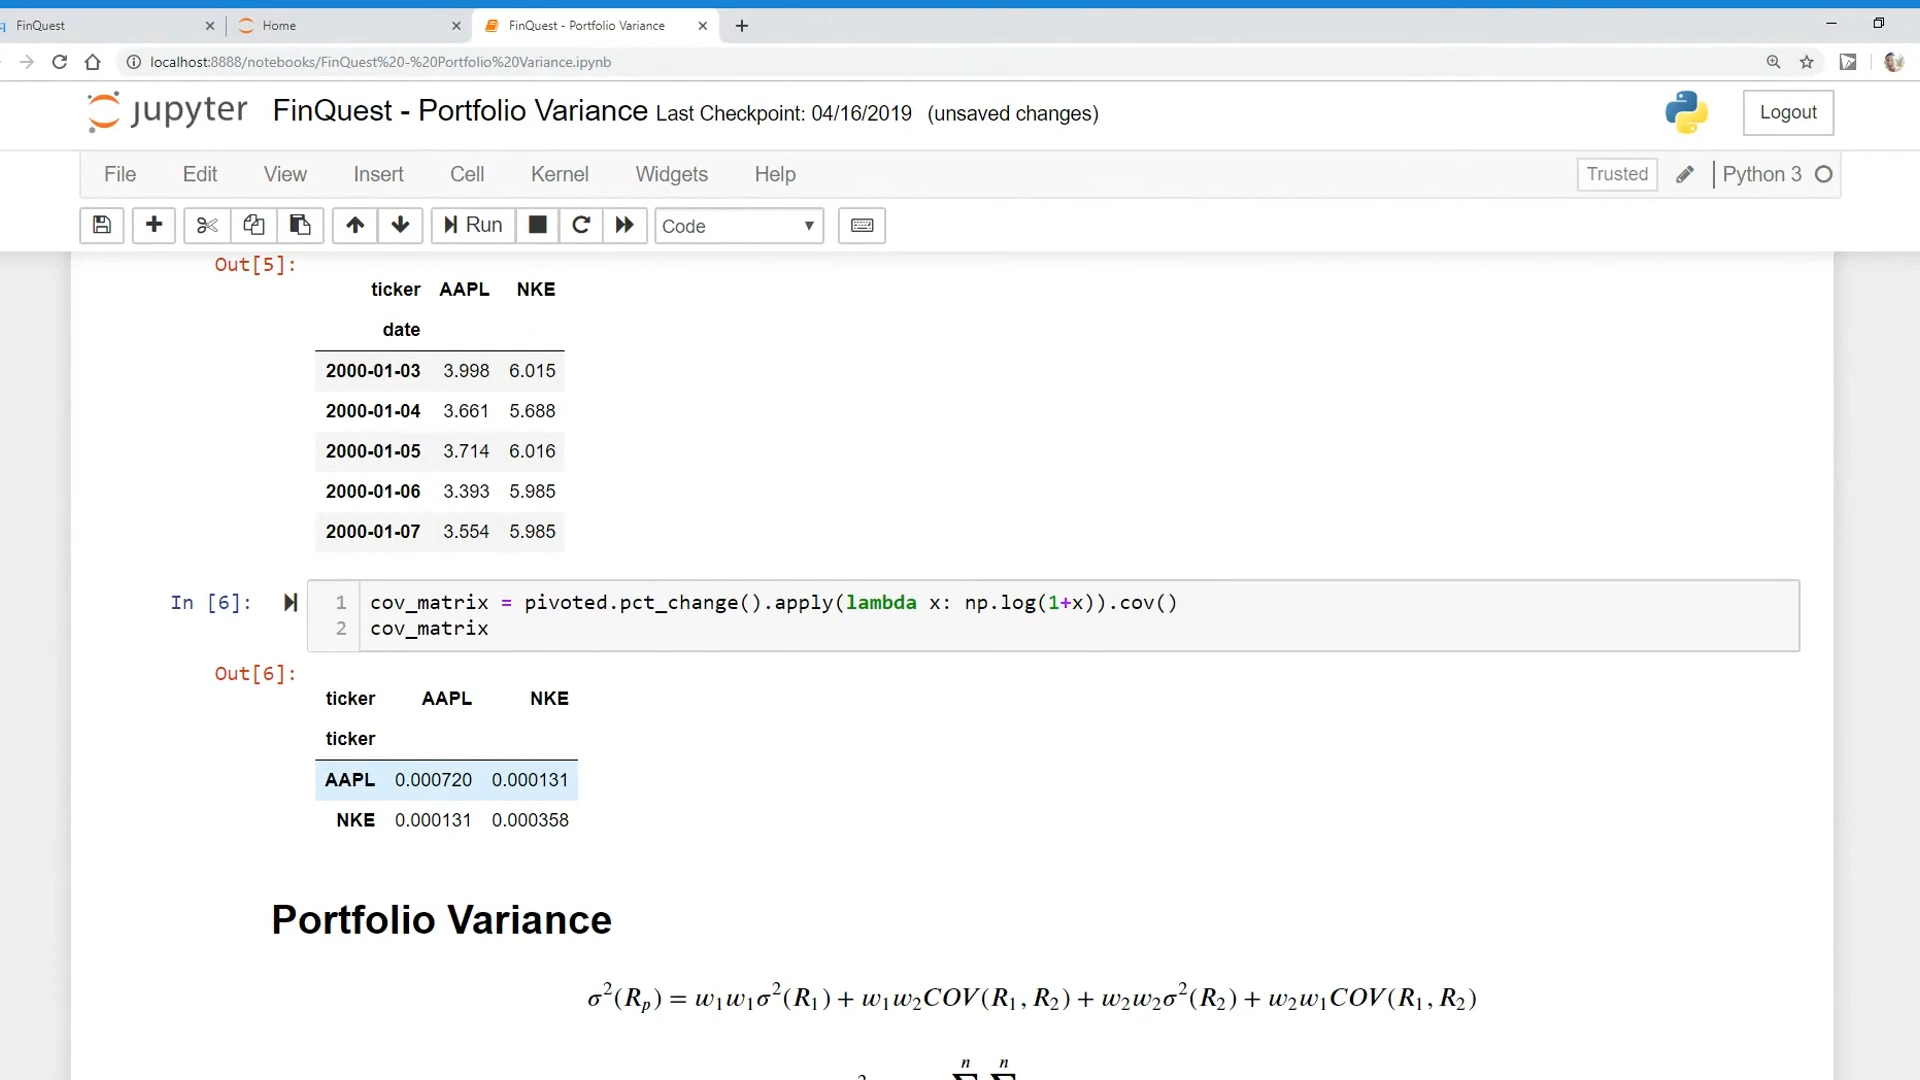 FinQuest
Home
FinQuest - Portfolio Variance
localhost:8888/notebooks/FinQuest%20-%20Portfolio%20Variance.ipynb
jupyter FinQuest - Portfolio Variance Last Checkpoint: 04/16/2019 (unsaved changes) Logout
File Edit View Insert Cell Kernel Widgets Help Trusted Python 3
Run Code
Out[5]:
ticker AAPL NKE
date
2000-01-03 3.998 6.015
2000-01-04 3.661 5.688
2000-01-05 3.714 6.016
2000-01-06 3.393 5.985
2000-01-07 3.554 5.985
In [6]: 1 cov_matrix = pivoted.pct_change().apply(lambda x: np.log(1+x)).cov()
2 cov_matrix
Out[6]:
ticker AAPL NKE
ticker
AAPL 0.000720 0.000131
NKE 0.000131 0.000358
Portfolio Variance
σ²(Rₚ) = w₁w₁σ²(R₁) + w₁w₂COV(R₁, R₂) + w₂w₂σ²(R₂) + w₂w₁COV(R₁, R₂)
n n